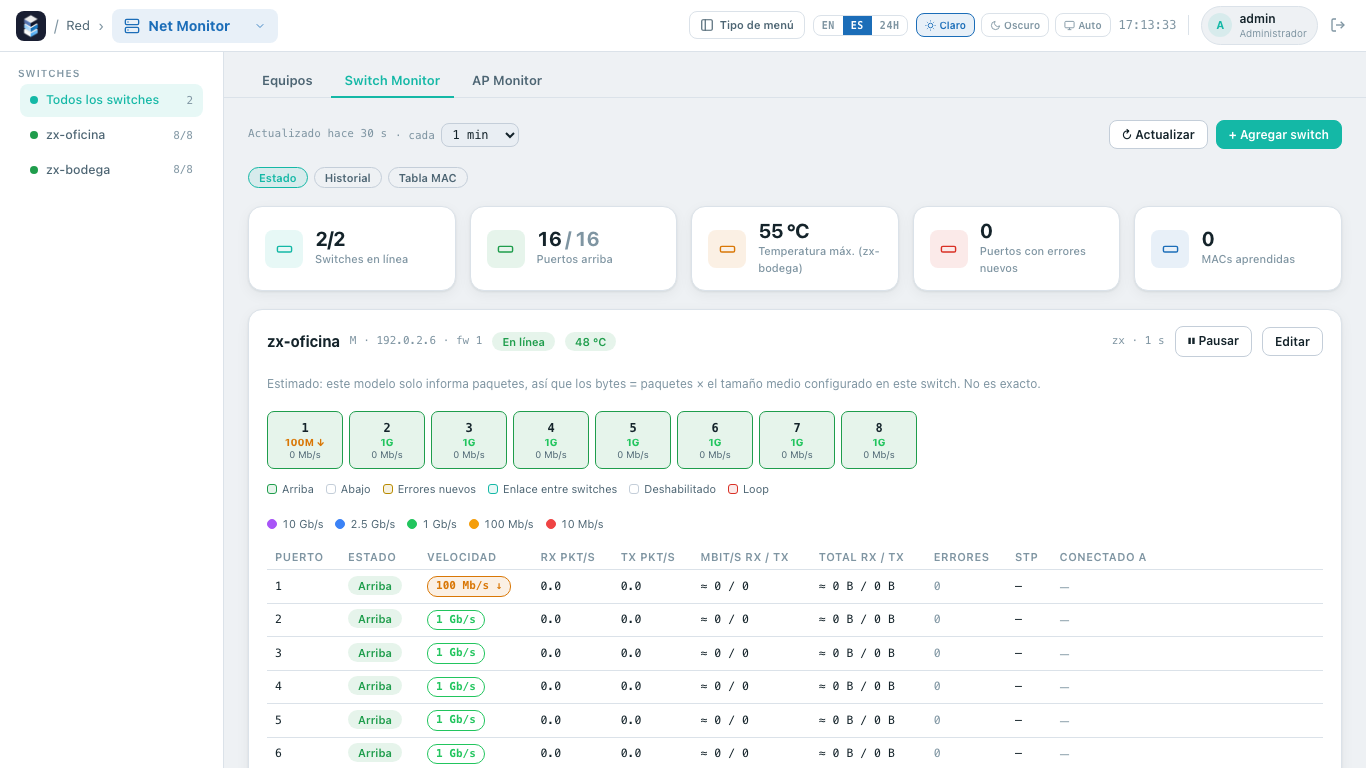 / Red › Net Monitor Tipo de menú EN ES 24H Claro Oscuro Auto 17:13:33 A admin
Administrador
SWITCHES
Todos los switches 2
zx-oficina 8/8
zx-bodega 8/8
Equipos Switch Monitor AP Monitor
Actualizado hace 30 s · cada 1 min ↻ Actualizar + Agregar switch
Estado Historial Tabla MAC
2/2
Switches en línea
16 / 16
Puertos arriba
55 °C
Temperatura máx. (zx-
bodega)
0
Puertos con errores
nuevos
0
MACs aprendidas
zx-oficina M · 192.0.2.6 · fw 1 En línea 48 °C zx · 1 s Pausar Editar
Estimado: este modelo solo informa paquetes, así que los bytes = paquetes × el tamaño medio configurado en este switch. No es exacto.
1 2 3 4 5 6 7 8
100M ↓ 1G 1G 1G 1G 1G 1G 1G
0 Mb/s 0 Mb/s 0 Mb/s 0 Mb/s 0 Mb/s 0 Mb/s 0 Mb/s 0 Mb/s
Arriba Abajo Errores nuevos Enlace entre switches Deshabilitado Loop
10 Gb/s 2.5 Gb/s 1 Gb/s 100 Mb/s 10 Mb/s
PUERTO ESTADO VELOCIDAD RX PKT/S TX PKT/S MBIT/S RX / TX TOTAL RX / TX ERRORES STP CONECTADO A
1 Arriba 100 Mb/s ↓ 0.0 0.0 ≈ 0 / 0 ≈ 0 B / 0 B 0 — —
2 Arriba 1 Gb/s 0.0 0.0 ≈ 0 / 0 ≈ 0 B / 0 B 0 — —
3 Arriba 1 Gb/s 0.0 0.0 ≈ 0 / 0 ≈ 0 B / 0 B 0 — —
4 Arriba 1 Gb/s 0.0 0.0 ≈ 0 / 0 ≈ 0 B / 0 B 0 — —
5 Arriba 1 Gb/s 0.0 0.0 ≈ 0 / 0 ≈ 0 B / 0 B 0 — —
6 Arriba 1 Gb/s 0.0 0.0 ≈ 0 / 0 ≈ 0 B / 0 B 0 — —